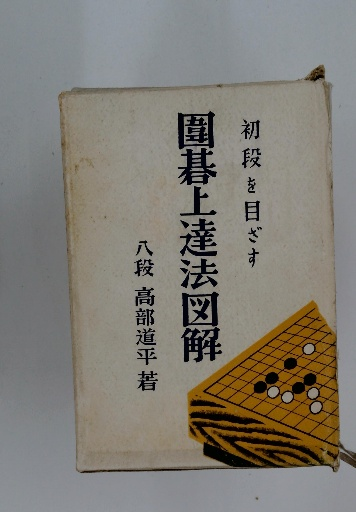 初段を目ざす
圍碁上達法図解
八段 高部道平著